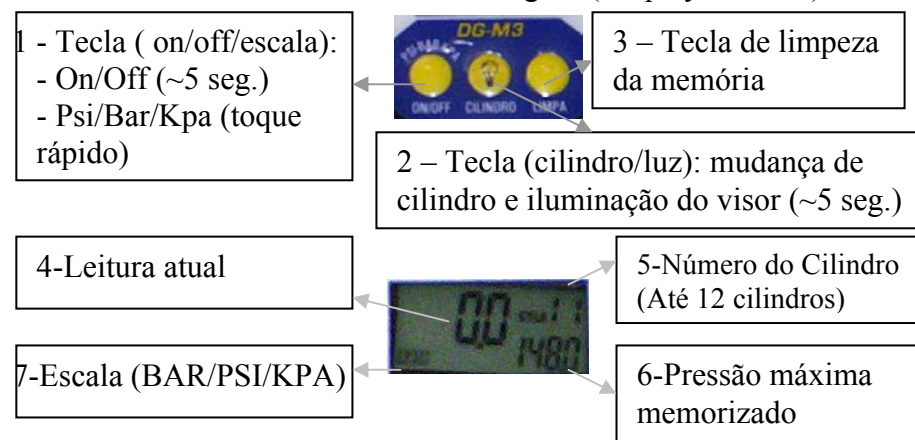 1 - Tecla ( on/off/escala):
- On/Off (~5 seg.)
- Psi/Bar/Kpa (toque
rápido)
DG-M3
PSI-BAR-KPA
ON/OFF CILINDRO LIMPA
3 – Tecla de limpeza
da memória
2 – Tecla (cilindro/luz): mudança de
cilindro e iluminação do visor (~5 seg.)
4-Leitura atual
0.0
11
1480
5-Número do Cilindro
(Até 12 cilindros)
7-Escala (BAR/PSI/KPA)
6-Pressão máxima
memorizado